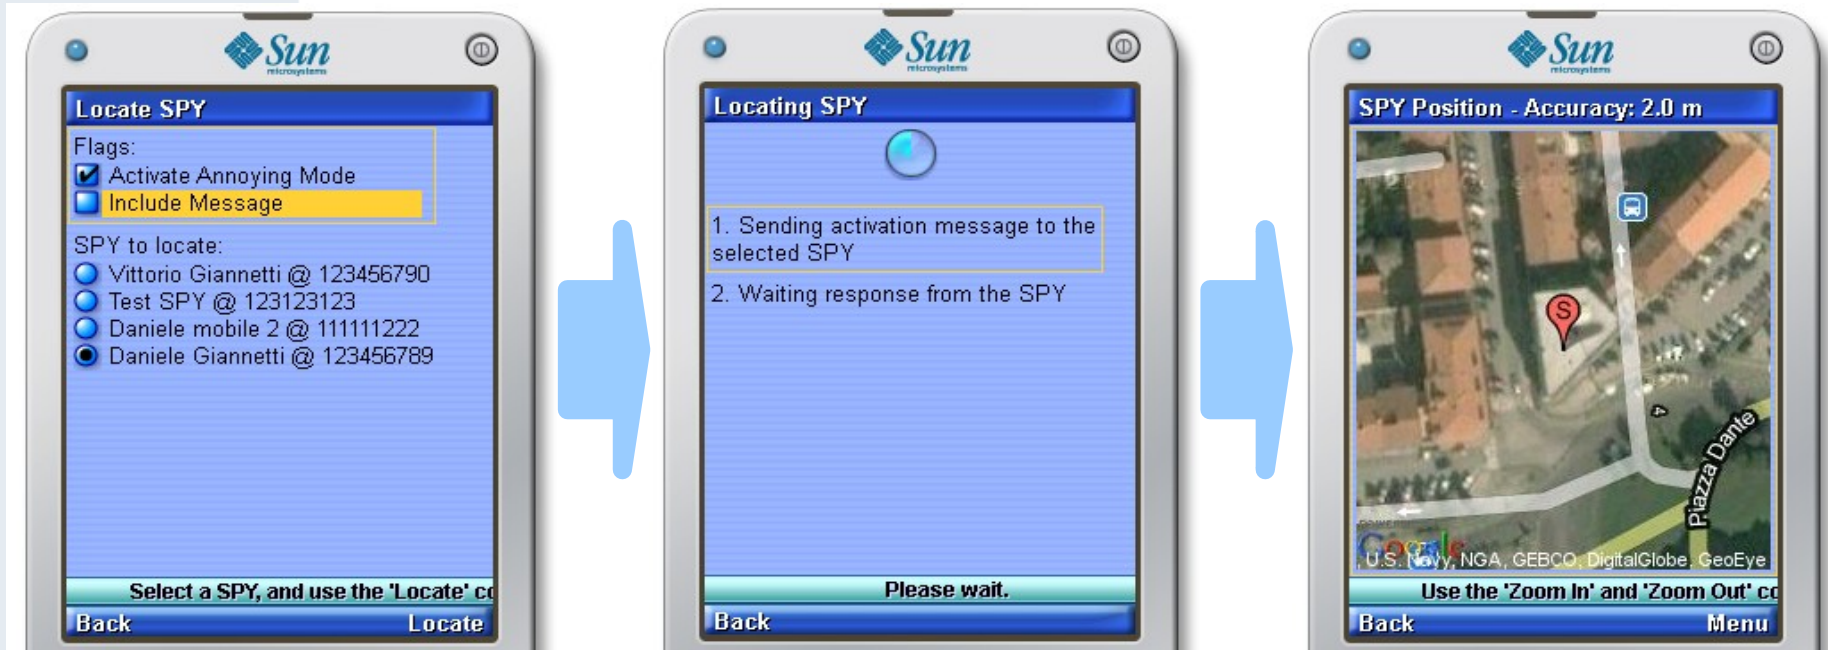 Sun
microsystems
Locate SPY
Flags:
Activate Annoying Mode
Include Message
SPY to locate:
Vittorio Giannetti @ 123456790
Test SPY @ 123123123
Daniele mobile 2 @ 111111222
Daniele Giannetti @ 123456789
Select a SPY, and use the 'Locate' co
Back
Locate
Sun
microsystems
Locating SPY
1. Sending activation message to the
selected SPY
2. Waiting response from the SPY
Please wait.
Back
Sun
microsystems
SPY Position - Accuracy: 2.0 m
S
Piazza Dante
Google
, U.S. Navy, NGA, GEBCO, DigitalGlobe, GeoEye
Use the 'Zoom In' and 'Zoom Out' co
Back
Menu